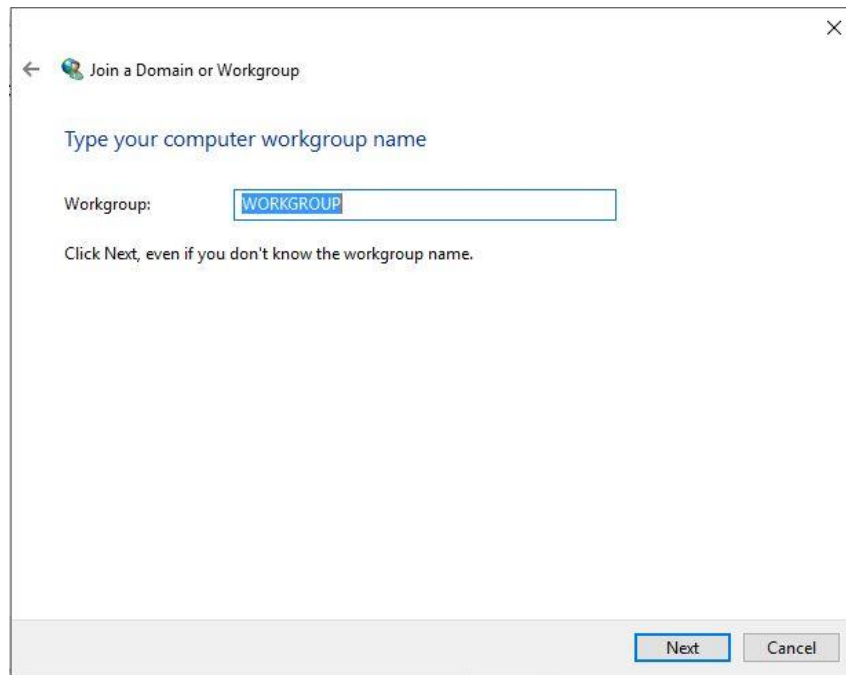 Join a Domain or Workgroup
Type your computer workgroup name
Workgroup: WORKGROUP
Click Next, even if you don't know the workgroup name.
Next Cancel